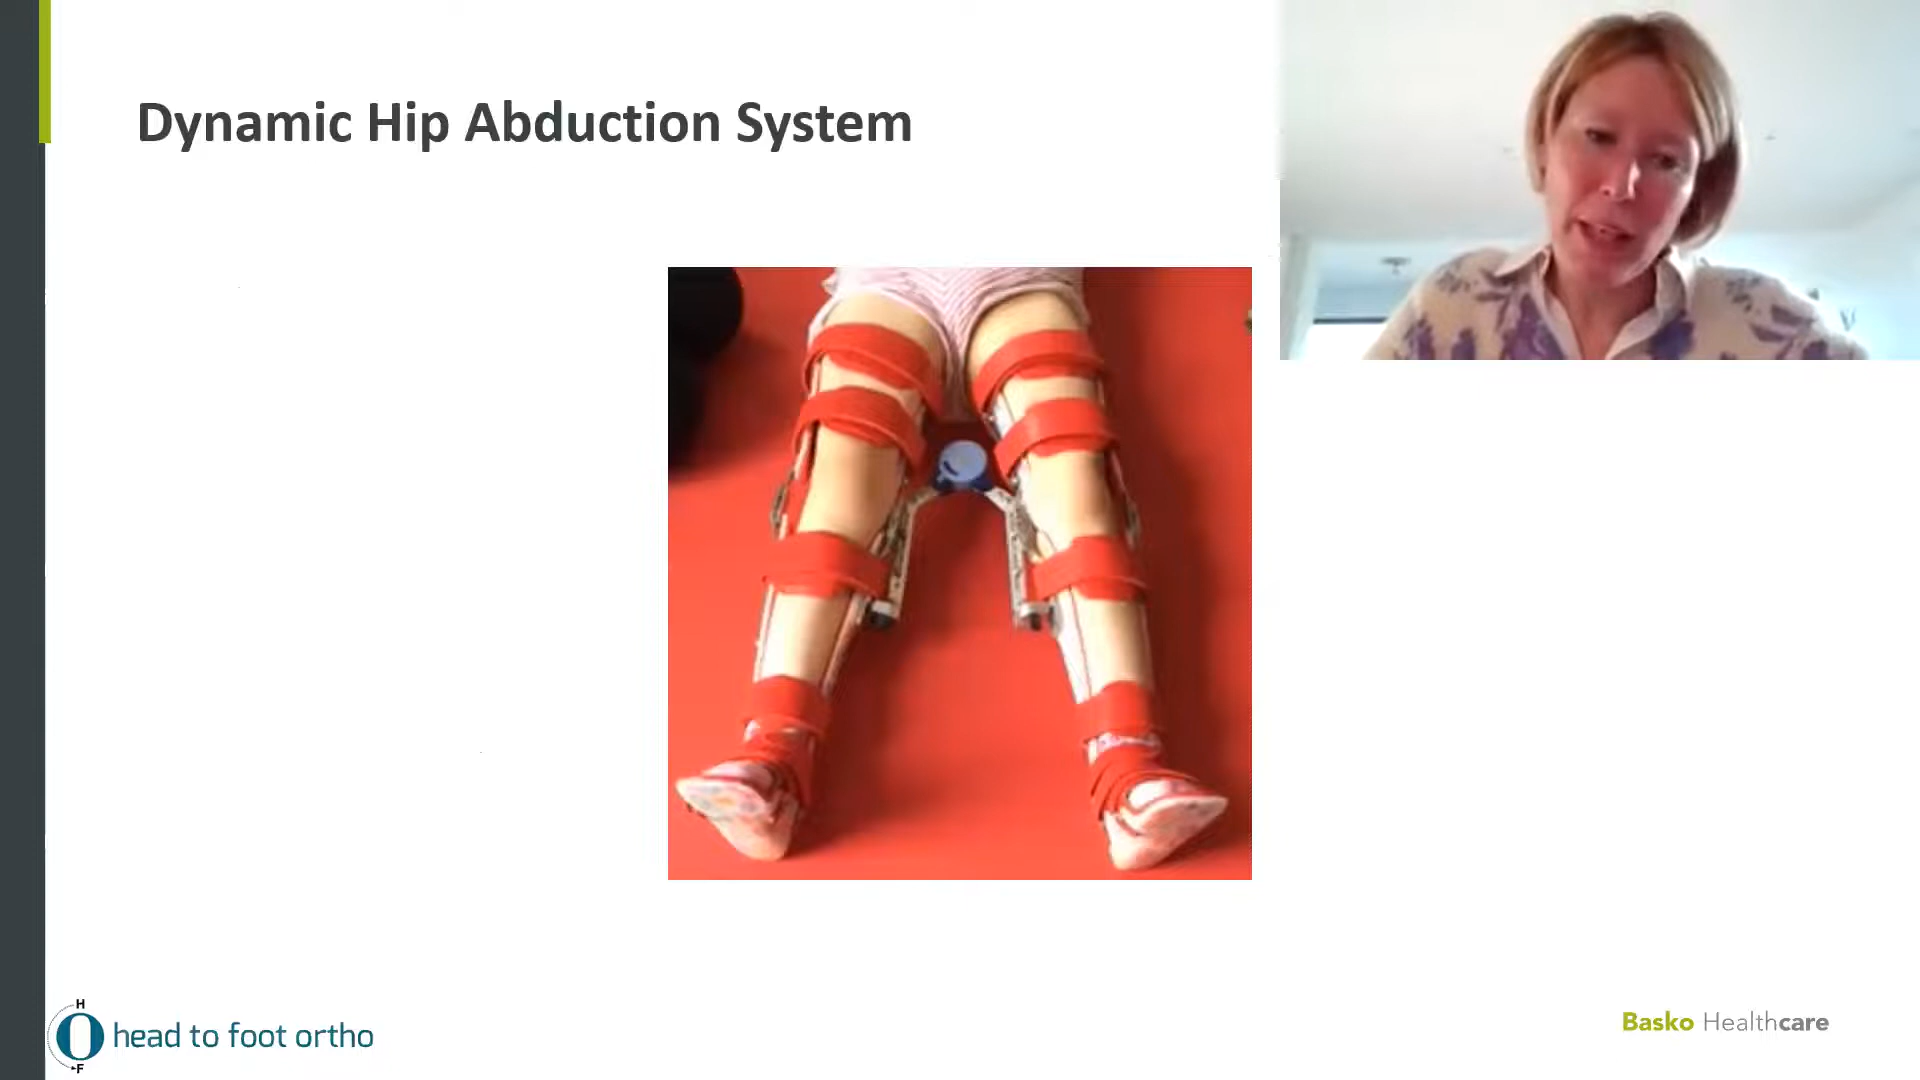 Dynamic Hip Abduction System
H
head to foot ortho
F
Basko Healthcare